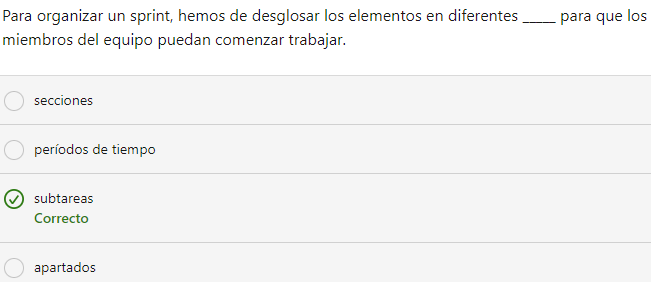 Para organizar un sprint, hemos de desglosar los elementos en diferentes _____ para que los
miembros del equipo puedan comenzar trabajar.
secciones
períodos de tiempo
subtareas
Correcto
apartados